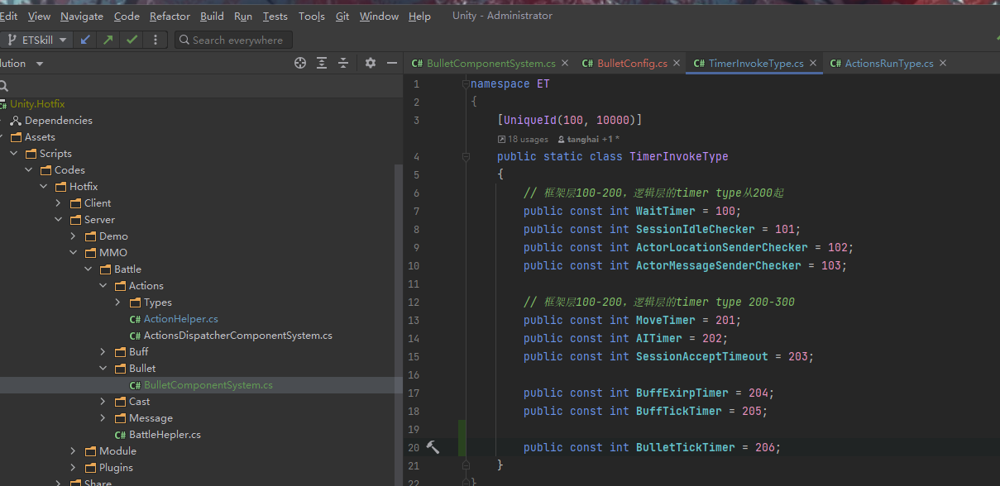 Edit View Navigate Code Refactor Build Run Tests Tools Git Window Help Unity - Administrator
ETSkill Search everywhere
lution
C# BulletComponentSystem.cs C# BulletConfig.cs C# TimerInvokeType.cs C# ActionsRunType.cs
C# Unity.Hotfix
Dependencies
Assets
Scripts
Codes
Hotfix
Client
Server
Demo
MMO
Battle
Actions
Types
C# ActionHelper.cs
C# ActionsDispatcherComponentSystem.cs
Buff
Bullet
C# BulletComponentSystem.cs
Cast
Message
C# BattleHepler.cs
Module
Plugins
Share
1 namespace ET
2 {
3 [UniqueId(100, 10000)]
18 usages tanghai +1 *
4 public static class TimerInvokeType
5 {
6 // 框架层100-200，逻辑层的timer type从200起
7 public const int WaitTimer = 100;
8 public const int SessionIdleChecker = 101;
9 public const int ActorLocationSenderChecker = 102;
10 public const int ActorMessageSenderChecker = 103;
11
12 // 框架层100-200，逻辑层的timer type 200-300
13 public const int MoveTimer = 201;
14 public const int AITimer = 202;
15 public const int SessionAcceptTimeout = 203;
16
17 public const int BuffExirpTimer = 204;
18 public const int BuffTickTimer = 205;
19
20 public const int BulletTickTimer = 206;
21 }
22 }